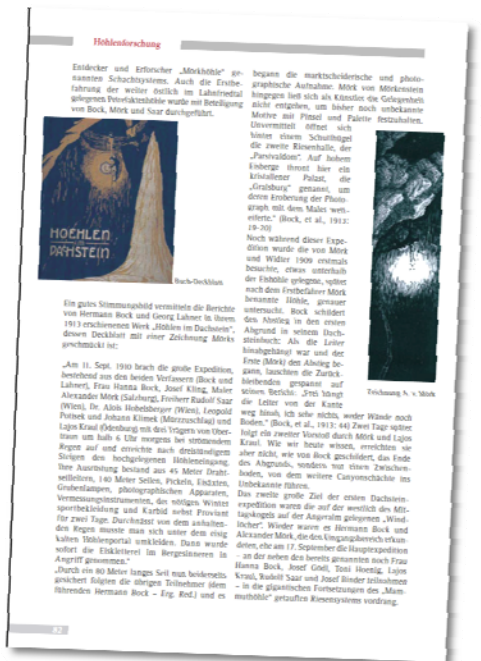 Höhlenforschung
Entdecker und Erforscher „Mörkhöhle" ge-
nannten Schachtsystems. Auch die Erstbe-
fahrung der weiter östlich im Lahnfriedtal
gelegenen Petrefaktenhöhle wurde mit Beteiligung
von Bock, Mörk und Saar durchgeführt.
HOEHLEN
IM
DACHSTEIN
Buch-Deckblatt
Ein gutes Stimmungsbild vermitteln die Berichte
von Hermann Bock und Georg Lahner in ihrem
1913 erschienenen Werk „Höhlen im Dachstein",
dessen Deckblatt mit einer Zeichnung Mörks
geschmückt ist:
„Am 11. Sept. 1910 brach die große Expedition,
bestehend aus den beiden Verfassern (Bock und
Lahner), Frau Hanna Bock, Josef Kling, Maler
Alexander Mörk (Salzburg), Freiherr Rudolf Saar
(Wien), Dr. Alois Hobelsberger (Wien), Leopold
Potisek und Johann Klimek (Mürzzuschlag) und
Lajos Kraul (Ödenburg) mit drei Trägern von Ober-
traun um halb 6 Uhr morgens bei strömendem
Regen auf und erreichte nach dreistündigem
Steigen den hochgelegenen Höhleneingang.
Ihre Ausrüstung bestand aus 45 Meter Draht-
seilleitern, 140 Meter Seilen, Pickeln, Eisäxten,
Grubenlampen, photographischen Apparaten,
Vermessungsinstrumenten, das nötigen Winter
sportbekleidung und Karbid nebst Proviant
für zwei Tage. Durchnässt von dem anhalten-
den Regen musste man sich unter dem eisig
kalten Höhlenportal umkleiden. Dann wurde
sofort die Eiskletterei im Bergesinneren in
Angriff genommen."
„Durch ein 80 Meter langes Seil nun beiderseits
gesichert folgten die übrigen Teilnehmer (dem
führenden Hermann Bock – Erg. Red.) und es
begann die markscheiderische und photo-
graphische Aufnahme. Mörk von Mörkenstein
hingegen ließ sich als Künstler die Gelegenheit
nicht entgehen, um bisher noch unbekannte
Motive mit Pinsel und Palette festzuhalten.
Unvermittelt öffnet sich
hinter einem Schutthügel
die zweite Riesenhalle, der
„Parsivaldom". Auf hohem
Eisberge thront hier ein
kristallener Palast, die
„Gralsburg" genannt, um
deren Eroberung der Photo-
graph mit dem Maler wett-
eiferte." (Bock, et al., 1913:
19-20)
Noch während dieser Expe-
dition wurde die von Mörk
und Widter 1909 erstmals
besuchte, etwas unterhalb
der Eishöhle gelegene, später
nach dem Erstbefahrer Mörk
benannte Höhle, genauer
untersucht. Bock schildert
den Abstieg in den ersten
Abgrund in seinem Dach-
steinbuch: Als die Leiter
hinabgehängt war und der
Erste (Mörk) den Abstieg be-
gann, lauschten die Zurück-
bleibenden gespannt auf
seinen Bericht: „Frei hängt
die Leiter von der Kante
weg hinab, ich sehe nichts, weder Wände noch
Boden." (Bock, et al., 1913: 44) Zwei Tage später
folgt ein zweiter Vorstoß durch Mörk und Lajos
Kraul. Wie wir heute wissen, erreichten sie
aber nicht, wie von Bock geschildert, das Ende
des Abgrunds, sondern nur einen Zwischen-
boden, von dem weitere Canyonschächte ins
Unbekannte führen.
Das zweite große Ziel der ersten Dachstein-
expedition waren die auf der westlich des Mit-
tagskogels auf der Angeralm gelegenen „Wind-
löcher". Wieder waren es Hermann Bock und
Alexander Mörk, die den Eingangsbereich erkun-
deten, ehe am 17. September die Hauptexpedition
– an der neben den bereits genannten noch Frau
Hanna Bock, Josef Gödl, Toni Hoenig, Lajos
Kraul, Rudolf Saar und Josef Binder teilnahmen
– in die gigantischen Fortsetzungen des „Mam-
muthöhle" getauften Riesensystems vordrang.
Zeichnung A. v. Mörk
82